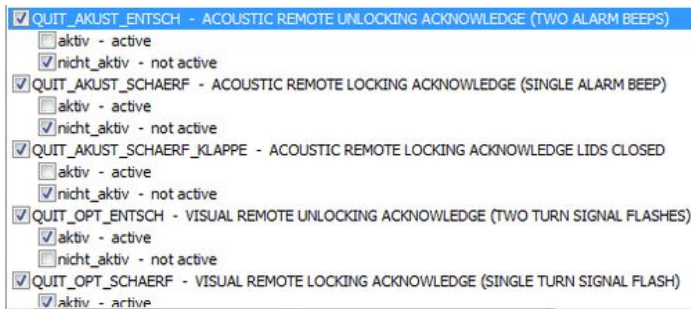 QUIT_AKUST_ENTSCH - ACOUSTIC REMOTE UNLOCKING ACKNOWLEDGE (TWO ALARM BEEPS)
aktiv - active
nicht_aktiv - not active
QUIT_AKUST_SCHAERF - ACOUSTIC REMOTE LOCKING ACKNOWLEDGE (SINGLE ALARM BEEP)
aktiv - active
nicht_aktiv - not active
QUIT_AKUST_SCHAERF_KLAPPE - ACOUSTIC REMOTE LOCKING ACKNOWLEDGE LIDS CLOSED
aktiv - active
nicht_aktiv - not active
QUIT_OPT_ENTSCH - VISUAL REMOTE UNLOCKING ACKNOWLEDGE (TWO TURN SIGNAL FLASHES)
aktiv - active
nicht_aktiv - not active
QUIT_OPT_SCHAERF - VISUAL REMOTE LOCKING ACKNOWLEDGE (SINGLE TURN SIGNAL FLASH)
aktiv - active